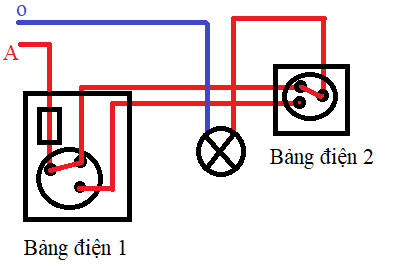 o
A
Bảng điện 2
Bảng điện 1